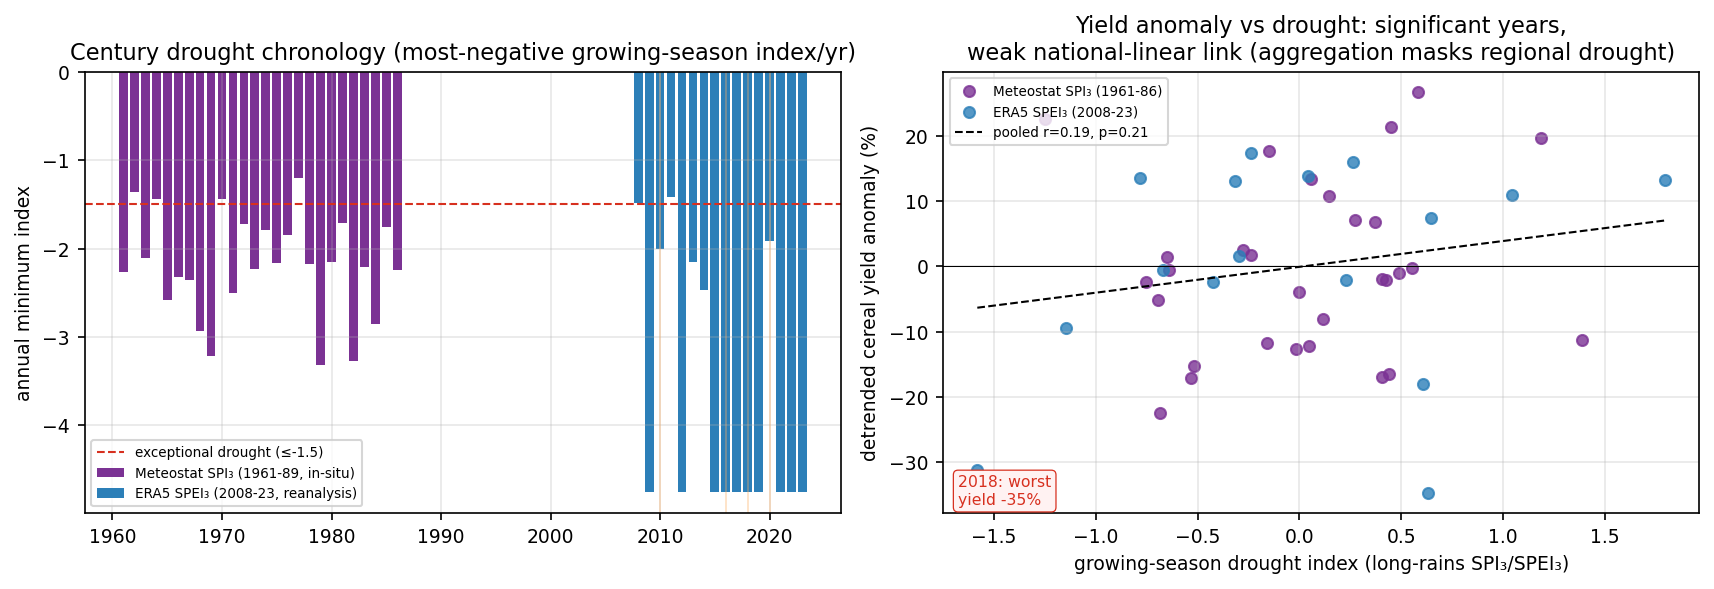 Century drought chronology (most-negative growing-season index/yr)
annual minimum index
0
−1
−2
−3
−4
1960
1970
1980
1990
2000
2010
2020
exceptional drought (≤-1.5)
Meteostat SPI₃ (1961-89, in-situ)
ERA5 SPEI₃ (2008-23, reanalysis)
Yield anomaly vs drought: significant years,
weak national-linear link (aggregation masks regional drought)
detrended cereal yield anomaly (%)
20
10
0
−10
−20
−30
Meteostat SPI₃ (1961-86)
ERA5 SPEI₃ (2008-23)
pooled r=0.19, p=0.21
2018: worst
yield -35%
−1.5
−1.0
−0.5
0.0
0.5
1.0
1.5
growing-season drought index (long-rains SPI₃/SPEI₃)